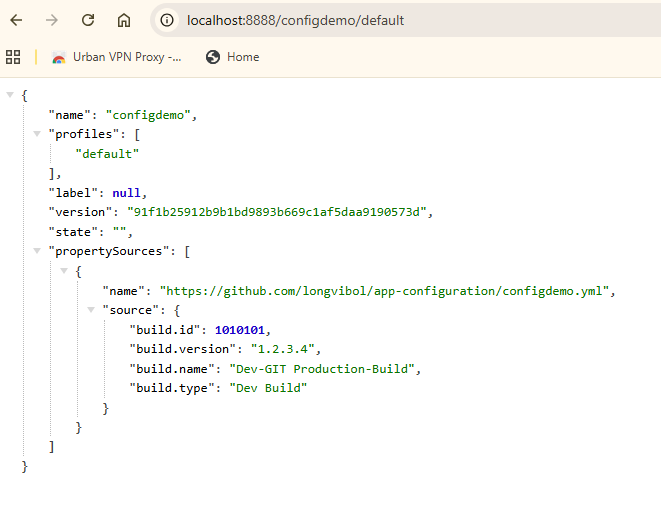 localhost:8888/configdemo/default
Urban VPN Proxy -... Home
{
"name": "configdemo",
"profiles": [
"default"
],
"label": null,
"version": "91f1b25912b9b1bd9893b669c1af5daa9190573d",
"state": "",
"propertySources": [
{
"name": "https://github.com/longvibol/app-configuration/configdemo.yml",
"source": {
"build.id": 1010101,
"build.version": "1.2.3.4",
"build.name": "Dev-GIT Production-Build",
"build.type": "Dev Build"
}
}
]
}